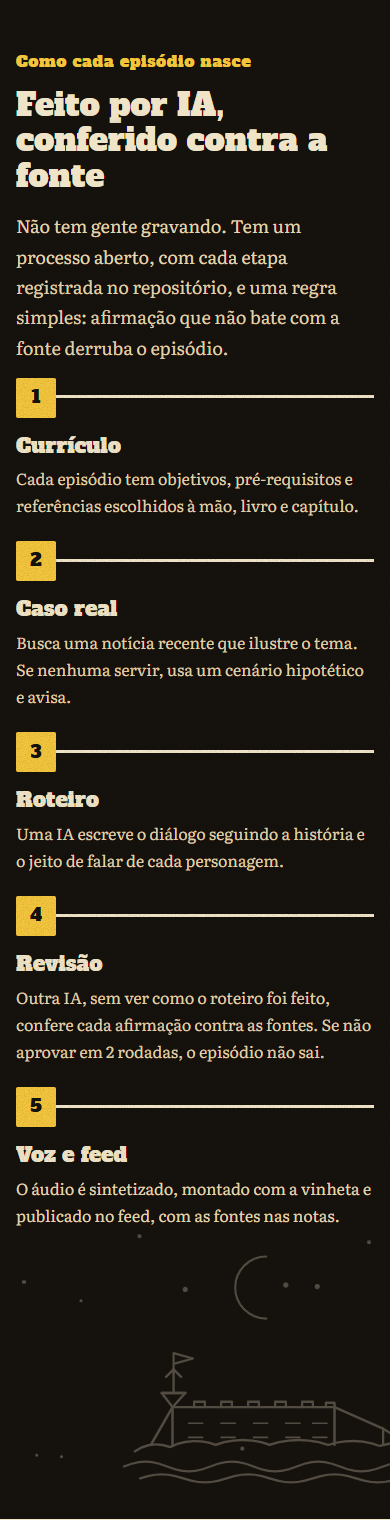 Como cada episódio nasce
Feito por IA,
conferido contra a
fonte
Não tem gente gravando. Tem um
processo aberto, com cada etapa
registrada no repositório, e uma regra
simples: afirmação que não bate com a
fonte derruba o episódio.
1
Currículo
Cada episódio tem objetivos, pré-requisitos e
referências escolhidos à mão, livro e capítulo.
2
Caso real
Busca uma notícia recente que ilustre o tema.
Se nenhuma servir, usa um cenário hipotético
e avisa.
3
Roteiro
Uma IA escreve o diálogo seguindo a história e
o jeito de falar de cada personagem.
4
Revisão
Outra IA, sem ver como o roteiro foi feito,
confere cada afirmação contra as fontes. Se não
aprovar em 2 rodadas, o episódio não sai.
5
Voz e feed
O áudio é sintetizado, montado com a vinheta e
publicado no feed, com as fontes nas notas.